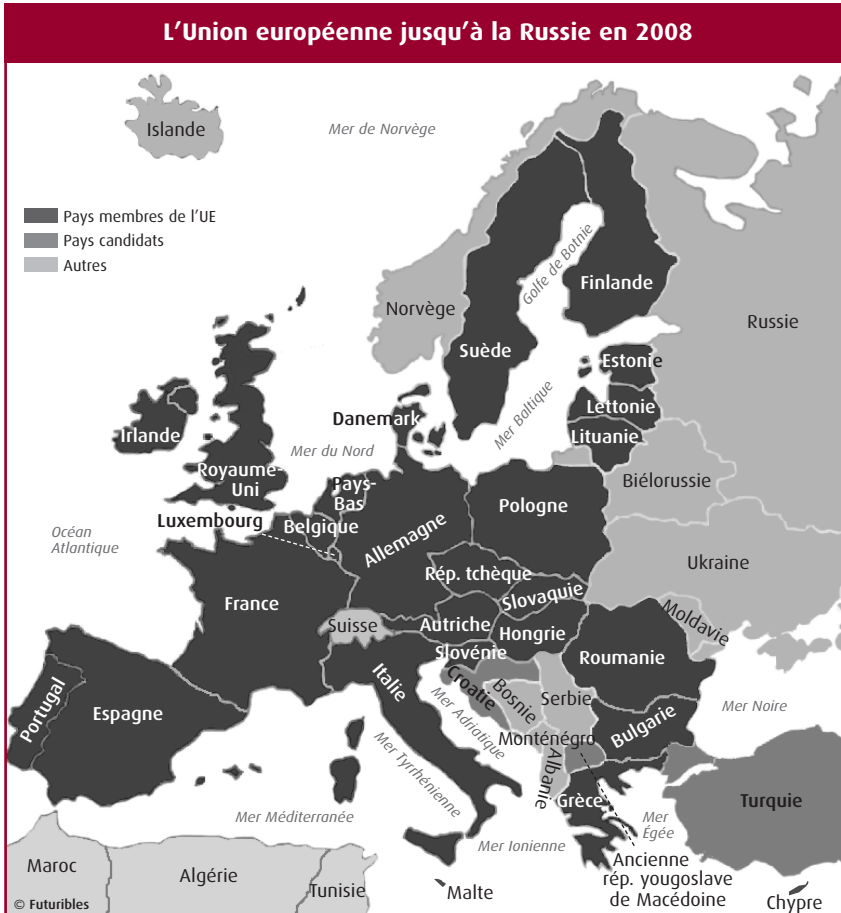 L’Union européenne jusqu’à la Russie en 2008
Islande
Mer de Norvège
Pays membres de l’UE
Pays candidats
Autres
Golfe de Botnie
Finlande
Norvège
Russie
Suède
Estonie
Mer Baltique
Lettonie
Danemark
Lituanie
Irlande
Mer du Nord
Royaume-
Uni
Pays-
Bas
Biélorussie
Pologne
Luxembourg
Belgique
Allemagne
Océan
Atlantique
Ukraine
Rép. tchèque
Slovaquie
France
Moldavie
Suisse
Autriche
Hongrie
Slovénie
Roumanie
Italie
Croatie
Bosnie
Serbie
Portugal
Espagne
Mer Adriotique
Mer Noire
Bulgarie
Monténégro
Mer Tyrrhénienne
Albanie
Grèce
Turquie
Mer Méditerranée
Mer
Égée
Mer Ionienne
Maroc
Algérie
Tunisie
Malte
Ancienne
rép. yougoslave
de Macédoine
Chypre
© Futuribles